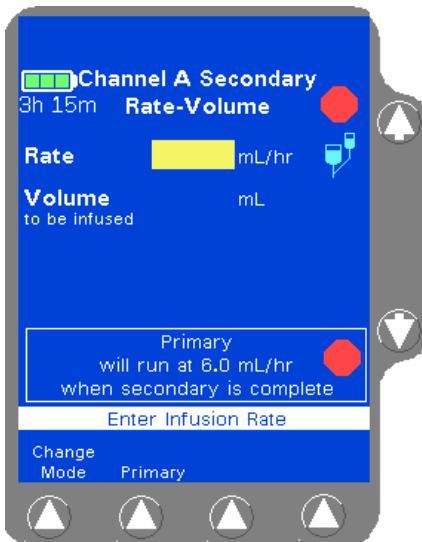 Channel A Secondary
3h 15m Rate-Volume
Rate mL/hr
Volume mL
to be infused
Primary
will run at 6.0 mL/hr
when secondary is complete
Enter Infusion Rate
Change
Mode Primary